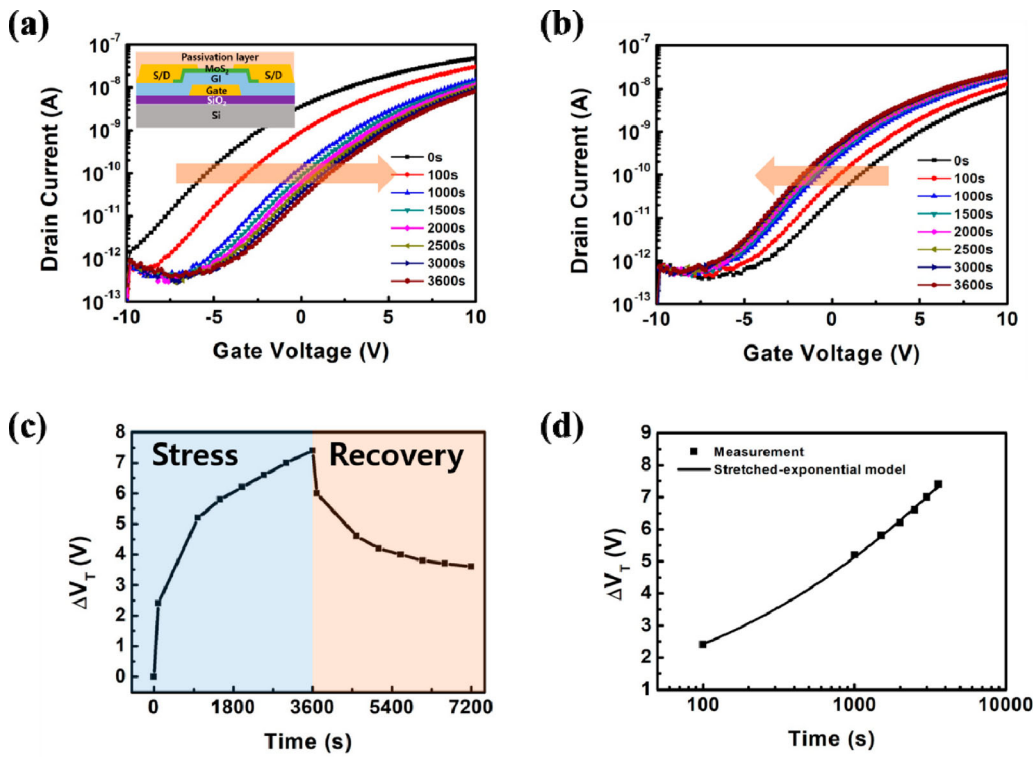 (a)
10⁻⁷
10⁻⁸
10⁻⁹
10⁻¹⁰
10⁻¹¹
10⁻¹²
10⁻¹³
Drain Current (A)
Passivation layer
S/D MoS₂ S/D
GI
Gate
SiO₂
Si
0s
100s
1000s
1500s
2000s
2500s
3000s
3600s
-10 -5 0 5 10
Gate Voltage (V)
(b)
10⁻⁷
10⁻⁸
10⁻⁹
10⁻¹⁰
10⁻¹¹
10⁻¹²
10⁻¹³
Drain Current (A)
0s
100s
1000s
1500s
2000s
2500s
3000s
3600s
-10 -5 0 5 10
Gate Voltage (V)
(c)
8
7
6
5
4
3
2
1
0
ΔV_T (V)
Stress Recovery
0 1800 3600 5400 7200
Time (s)
(d)
9
8
7
6
5
4
3
2
1
ΔV_T (V)
Measurement
Stretched-exponential model
100 1000 10000
Time (s)